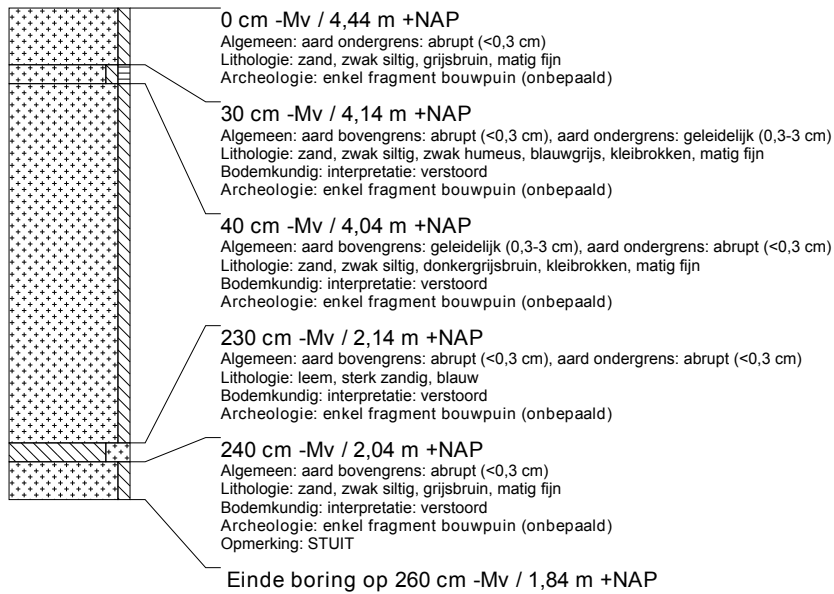 0 cm -Mv / 4,44 m +NAP
Algemeen: aard ondergrens: abrupt (<0,3 cm)
Lithologie: zand, zwak siltig, grijsbruin, matig fijn
Archeologie: enkel fragment bouwpuin (onbepaald)
30 cm -Mv / 4,14 m +NAP
Algemeen: aard bovengrens: abrupt (<0,3 cm), aard ondergrens: geleidelijk (0,3-3 cm)
Lithologie: zand, zwak siltig, zwak humeus, blauwgrijs, kleibrokken, matig fijn
Bodemkundig: interpretatie: verstoord
Archeologie: enkel fragment bouwpuin (onbepaald)
40 cm -Mv / 4,04 m +NAP
Algemeen: aard bovengrens: geleidelijk (0,3-3 cm), aard ondergrens: abrupt (<0,3 cm)
Lithologie: zand, zwak siltig, donkergrijsbruin, kleibrokken, matig fijn
Bodemkundig: interpretatie: verstoord
Archeologie: enkel fragment bouwpuin (onbepaald)
230 cm -Mv / 2,14 m +NAP
Algemeen: aard bovengrens: abrupt (<0,3 cm), aard ondergrens: abrupt (<0,3 cm)
Lithologie: leem, sterk zandig, blauw
Bodemkundig: interpretatie: verstoord
Archeologie: enkel fragment bouwpuin (onbepaald)
240 cm -Mv / 2,04 m +NAP
Algemeen: aard bovengrens: abrupt (<0,3 cm)
Lithologie: zand, zwak siltig, grijsbruin, matig fijn
Bodemkundig: interpretatie: verstoord
Archeologie: enkel fragment bouwpuin (onbepaald)
Opmerking: STUIT
Einde boring op 260 cm -Mv / 1,84 m +NAP